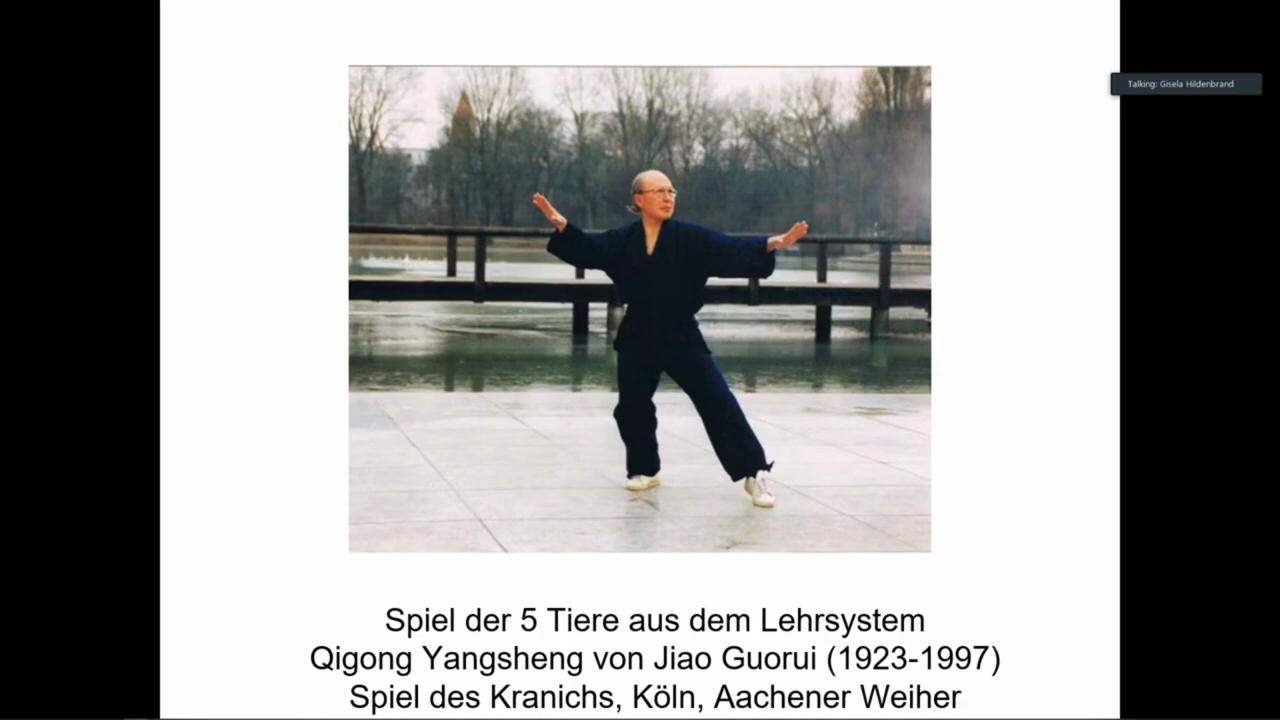 Talking: Gisela Hildenbrand
Spiel der 5 Tiere aus dem Lehrsystem
Qigong Yangsheng von Jiao Guorui (1923-1997)
Spiel des Kranichs, Köln, Aachener Weiher